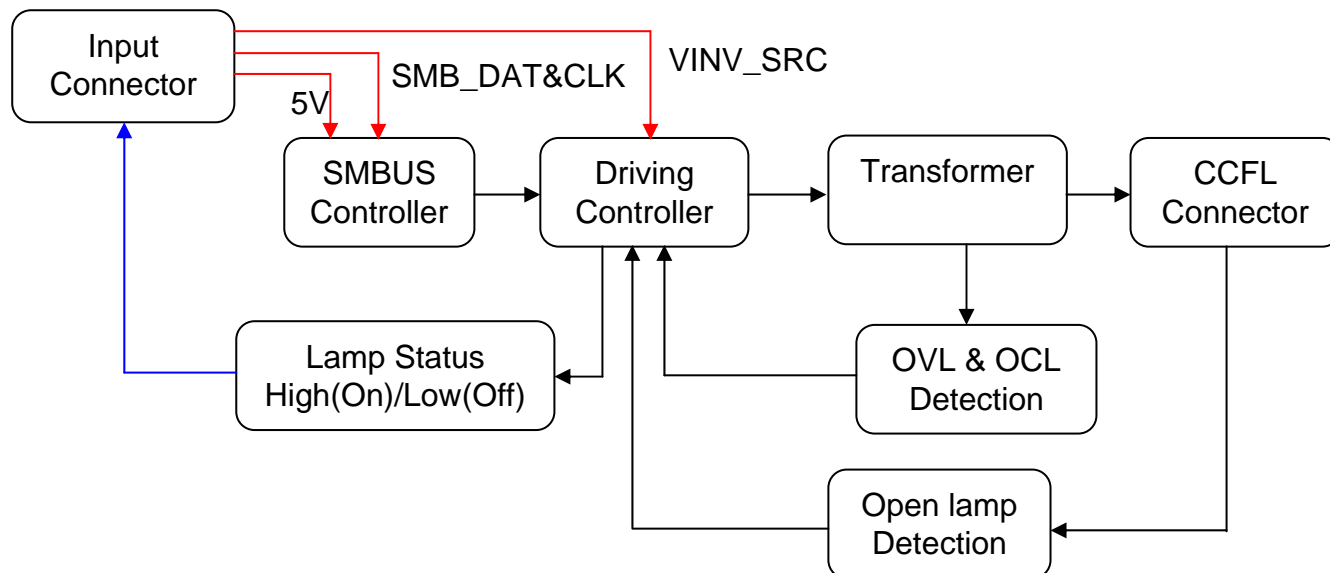 Input
Connector
VINV_SRC
SMB_DAT&CLK
5V
SMBUS
Controller
Driving
Controller
Transformer
CCFL
Connector
Lamp Status
High(On)/Low(Off)
OVL & OCL
Detection
Open lamp
Detection